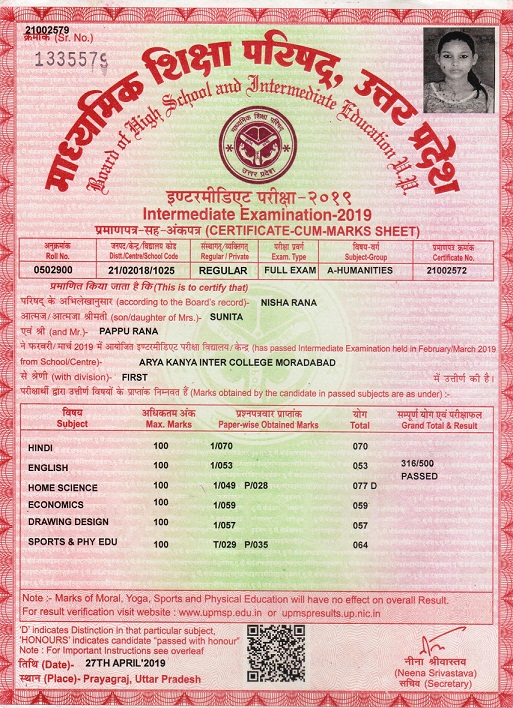 21002579
क्रमांक (Sr. No.)
1335579
माध्यमिक शिक्षा परिषद्, उत्तर प्रदेश
Board of High School and Intermediate Education U.P.
माध्यमिक शिक्षा परिषद्
उत्तर प्रदेश
इण्टरमीडिएट परीक्षा-२०१९
Intermediate Examination-2019
प्रमाणपत्र-सह-अंकपत्र (CERTIFICATE-CUM-MARKS SHEET)
अनुक्रमांक जनपद/केन्द्र/विद्यालय कोड संस्थागत/व्यक्तिगत परीक्षा प्रवर्ग विषय-वर्ग प्रमाणपत्र क्रमांक
Roll No. Distt./Centre/School Code Regular / Private Exam. Type Subject-Group Certificate No.
0502900 21/02018/1025 REGULAR FULL EXAM A-HUMANITIES 21002572
प्रमाणित किया जाता है कि(This is to certify that)
परिषद् के अभिलेखानुसार (according to the Board's record)- NISHA RANA
आत्मज/आत्मजा श्रीमती (son/daughter of Mrs.)- SUNITA
एवं श्री (and Mr.)- PAPPU RANA
ने फरवरी/मार्च 2019 में आयोजित इण्टरमीडिएट परीक्षा विद्यालय/केन्द्र (has passed Intermediate Examination held in February/March 2019
from School/Centre)- ARYA KANYA INTER COLLEGE MORADABAD
से श्रेणी (with division)- FIRST में उत्तीर्ण की है।
परीक्षार्थी द्वारा उत्तीर्ण विषयों के प्राप्तांक निम्नवत हैं (Marks obtained by the candidate in passed subjects are as under) :-
विषय अधिकतम अंक प्रश्नपत्रवार प्राप्तांक योग सम्पूर्ण योग एवं परीक्षाफल
Subject Max. Marks Paper-wise Obtained Marks Total Grand Total & Result
HINDI 100 1/070 070
ENGLISH 100 1/053 053 316/500
PASSED
HOME SCIENCE 100 1/049 P/028 077 D
ECONOMICS 100 1/059 059
DRAWING DESIGN 100 1/057 057
SPORTS & PHY EDU 100 T/029 P/035 064
Note :- Marks of Moral, Yoga, Sports and Physical Education will have no effect on overall Result.
For result verification visit website : www.upmsp.edu.in or upmspresults.up.nic.in
'D' indicates Distinction in that particular subject,
'HONOURS' indicates candidate "passed with honour"
Note : For Important Instructions see overleaf
तिथि (Date)- 27TH APRIL'2019
स्थान (Place)- Prayagraj, Uttar Pradesh
नीना श्रीवास्तव
(Neena Srivastava)
सचिव (Secretary)